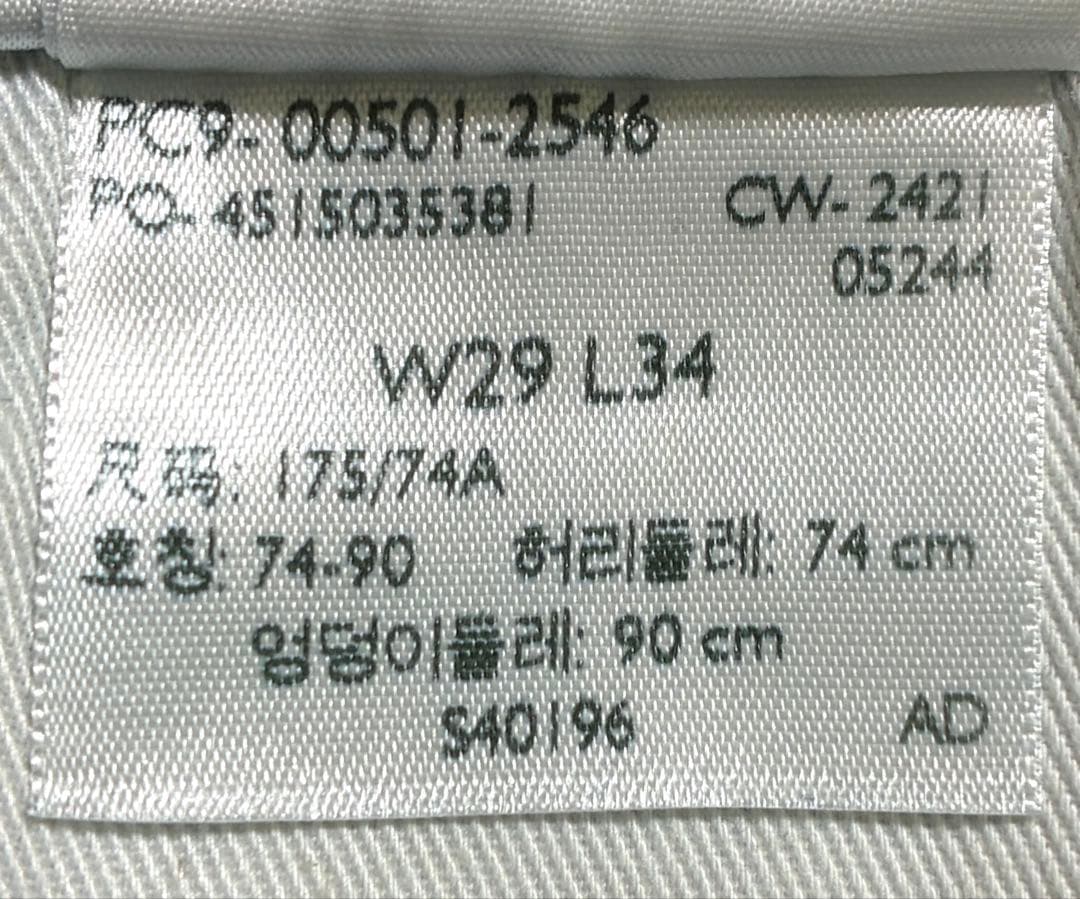 PC9-00501-2546
PO-4515035381 CW-2421
05244
W29 L34
尺码: 175/74A
호칭: 74-90 허리둘레: 74 cm
엉덩이둘레: 90 cm
S40196 AD